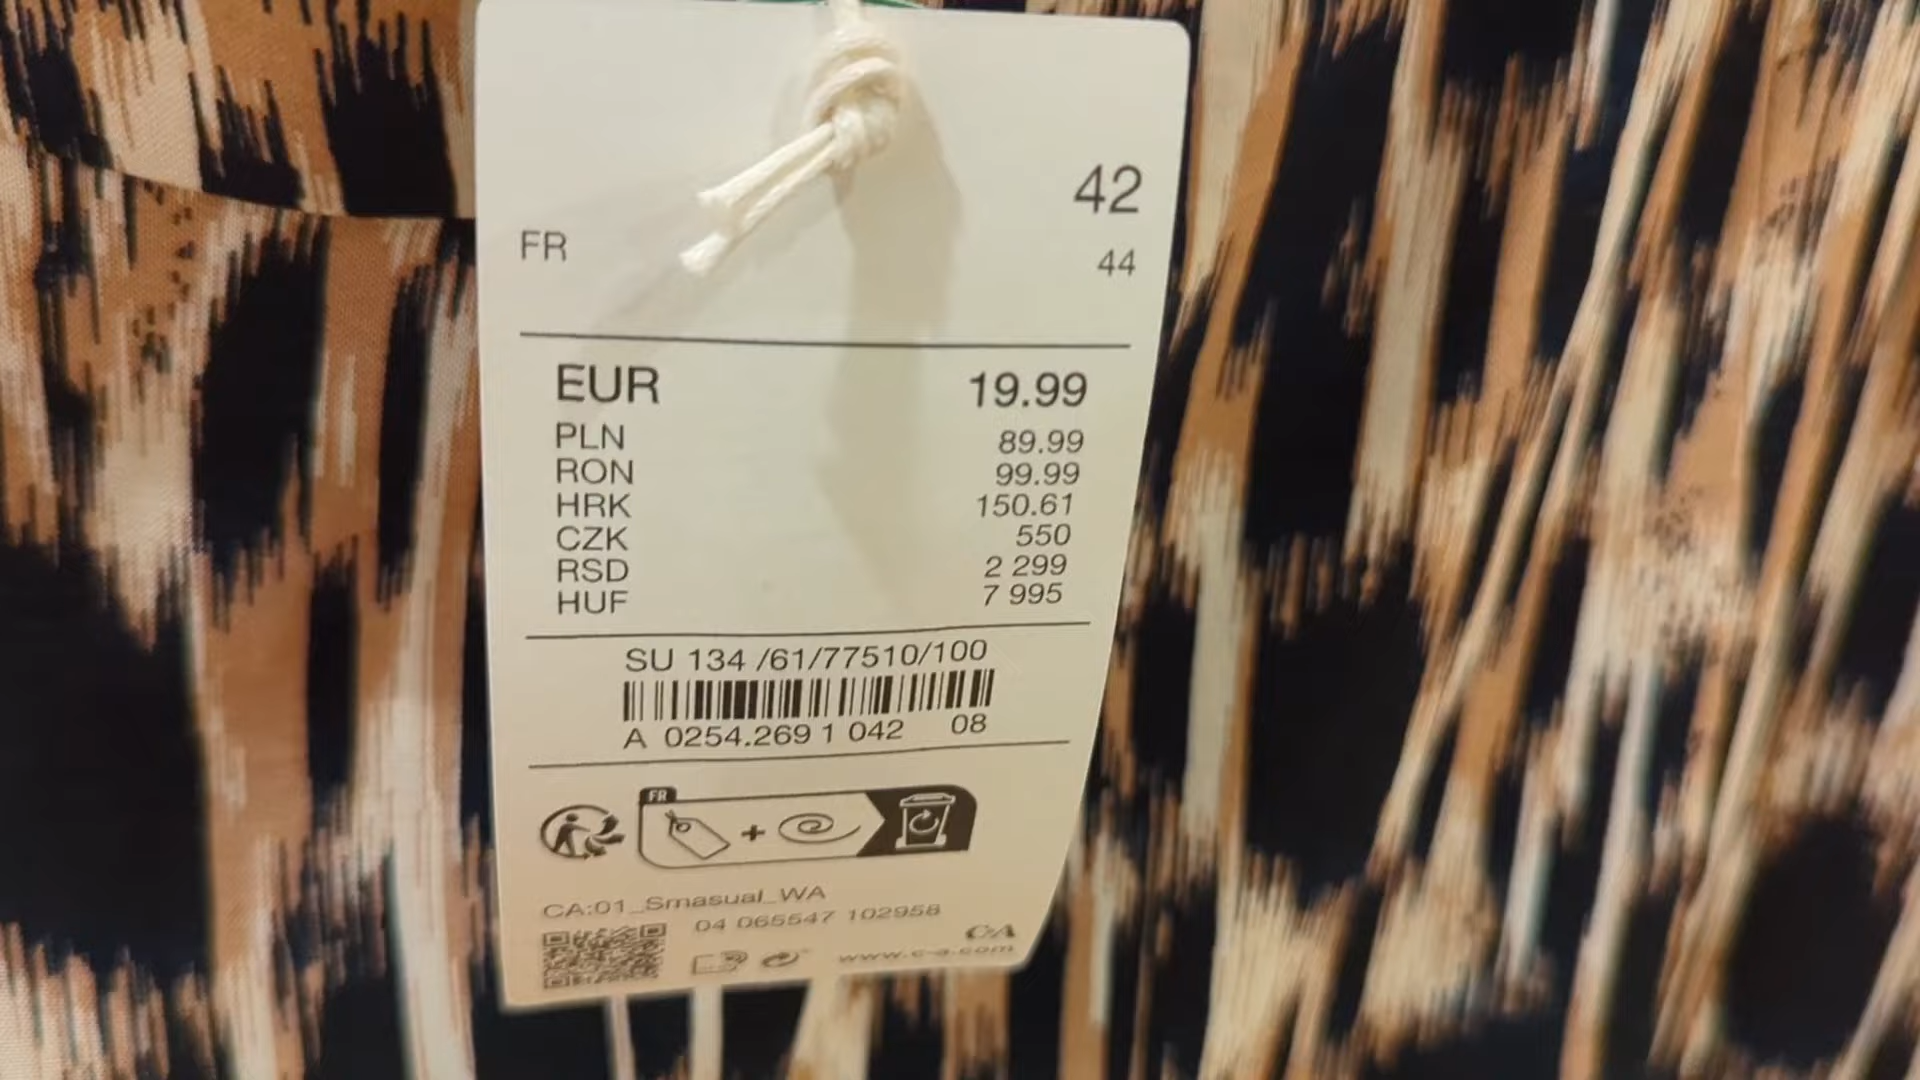 42
FR 44
EUR 19.99
PLN 89.99
RON 99.99
HRK 150.61
CZK 550
RSD 2 299
HUF 7 995
SU 134 /61/77510/100
A 0254.269 1 042 08
FR
CA:01_Smasual_WA
04 065547 102958
C&A
www.c-a.com